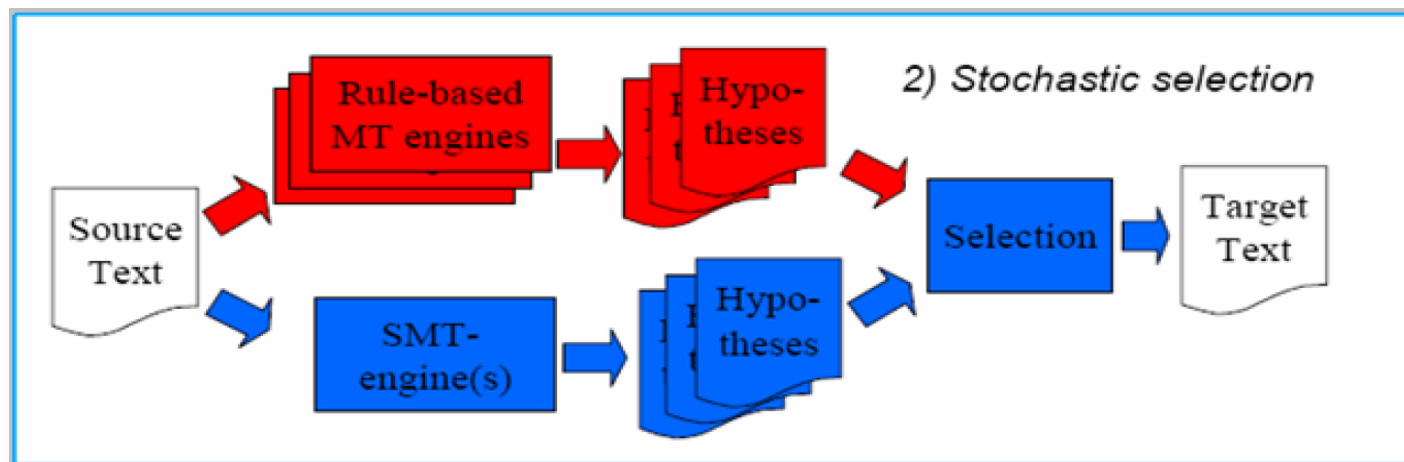 2) Stochastic selection
Rule-based
MT engines
Hypo-
theses
Source
Text
Selection
Target
Text
SMT-
engine(s)
Hypo-
theses